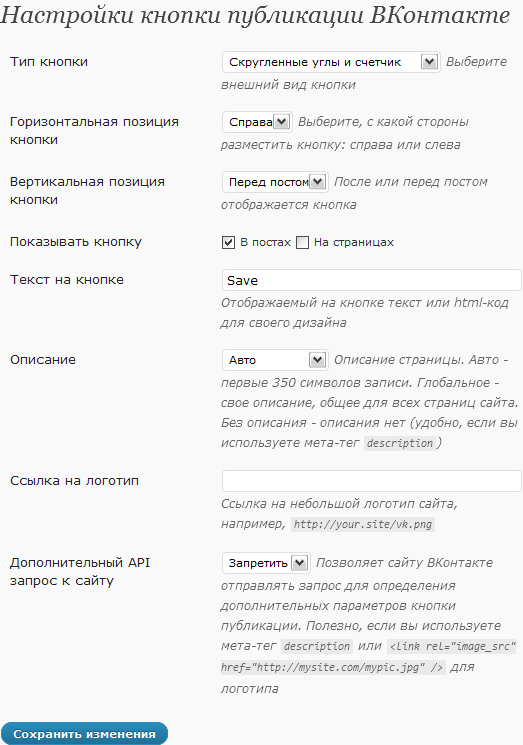 Настройки кнопки публикации ВКонтакте
Тип кнопки
Скругленные углы и счетчик Выберите
внешний вид кнопки
Горизонтальная позиция
кнопки
Справа Выберите, с какой стороны
разместить кнопку: справа или слева
Вертикальная позиция
кнопки
Перед постом После или перед постом
отображается кнопка
Показывать кнопку
В постах На страницах
Текст на кнопке
Save
Отображаемый на кнопке текст или html-код
для своего дизайна
Описание
Авто Описание страницы. Авто -
первые 350 символов записи. Глобальное -
свое описание, общее для всех страниц сайта.
Без описания - описания нет (удобно, если вы
используете мета-тег description)
Ссылка на логотип
Ссылка на небольшой логотип сайта,
например, http://your.site/vk.png
Дополнительный API
запрос к сайту
Запретить Позволяет сайту ВКонтакте
отправлять запрос для определения
дополнительных параметров кнопки
публикации. Полезно, если вы используете
мета-тег description или <link rel="image_src"
href="http://mysite.com/mypic.jpg" /> для
логотипа
Сохранить изменения